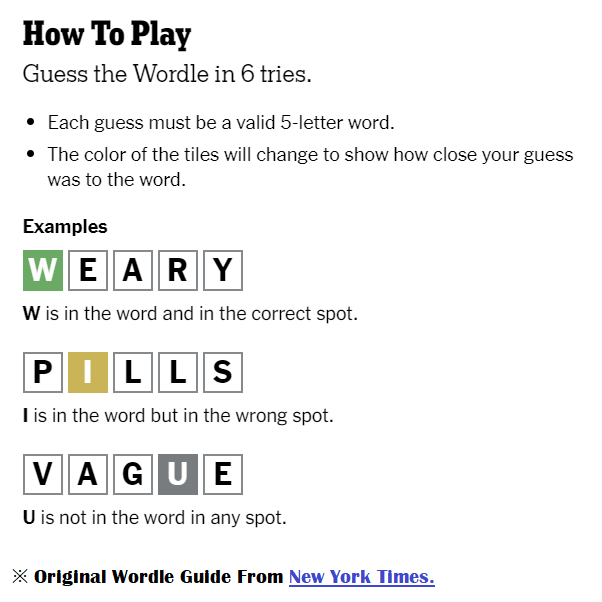 How To Play
Guess the Wordle in 6 tries.
• Each guess must be a valid 5-letter word.
• The color of the tiles will change to show how close your guess
was to the word.
Examples
W E A R Y
W is in the word and in the correct spot.
P I L L S
I is in the word but in the wrong spot.
V A G U E
U is not in the word in any spot.
※ Original Wordle Guide From New York Times.